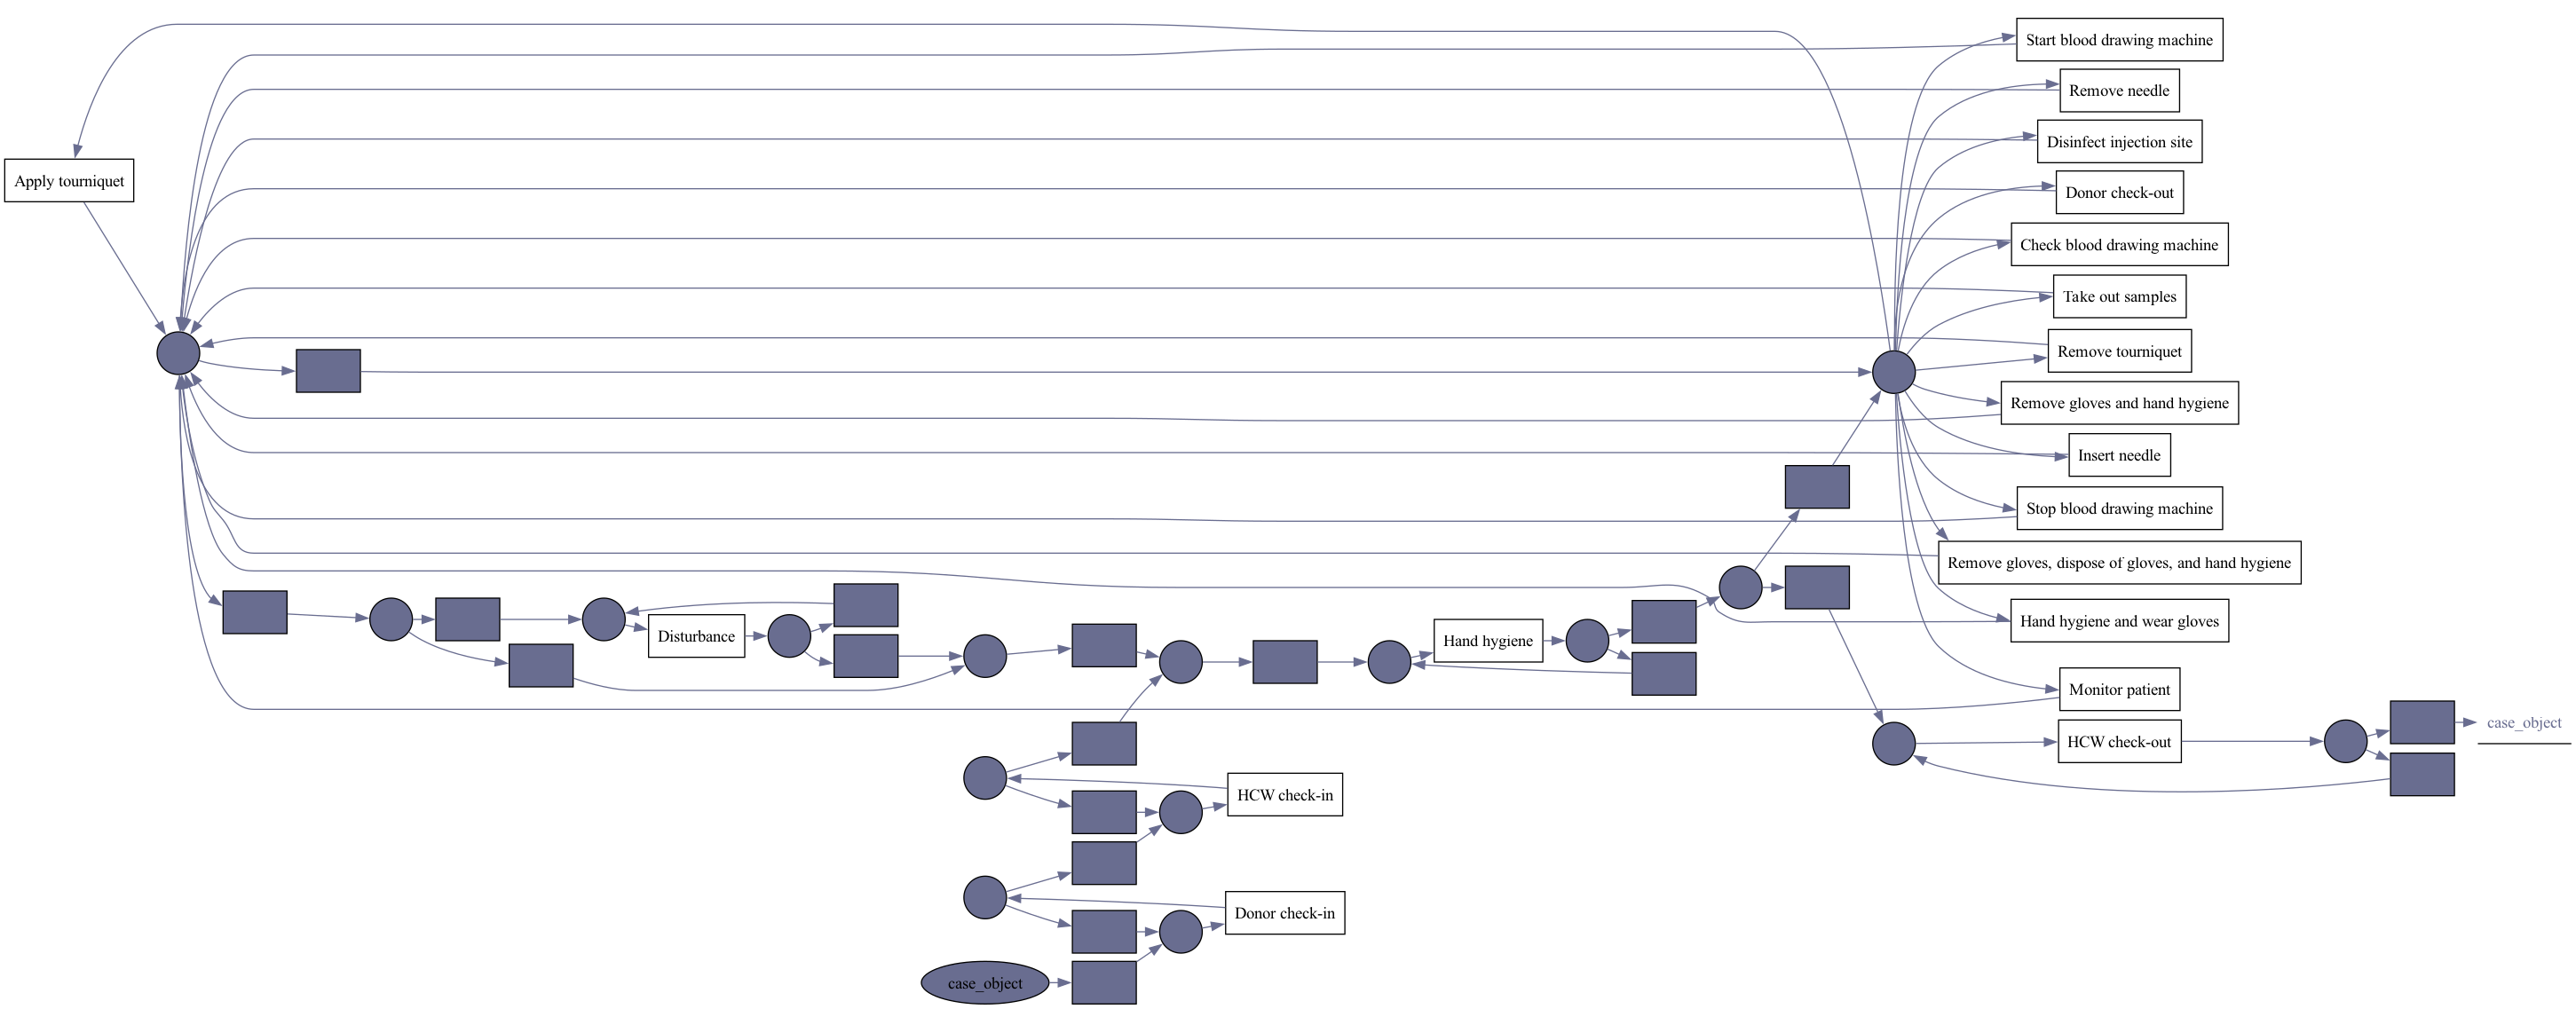 Start blood drawing machine
Remove needle
Disinfect injection site
Apply tourniquet
Donor check-out
Check blood drawing machine
Take out samples
Remove tourniquet
Remove gloves and hand hygiene
Insert needle
Stop blood drawing machine
Remove gloves, dispose of gloves, and hand hygiene
Hand hygiene and wear gloves
Disturbance
Hand hygiene
Monitor patient
case_object
HCW check-out
HCW check-in
Donor check-in
case_object